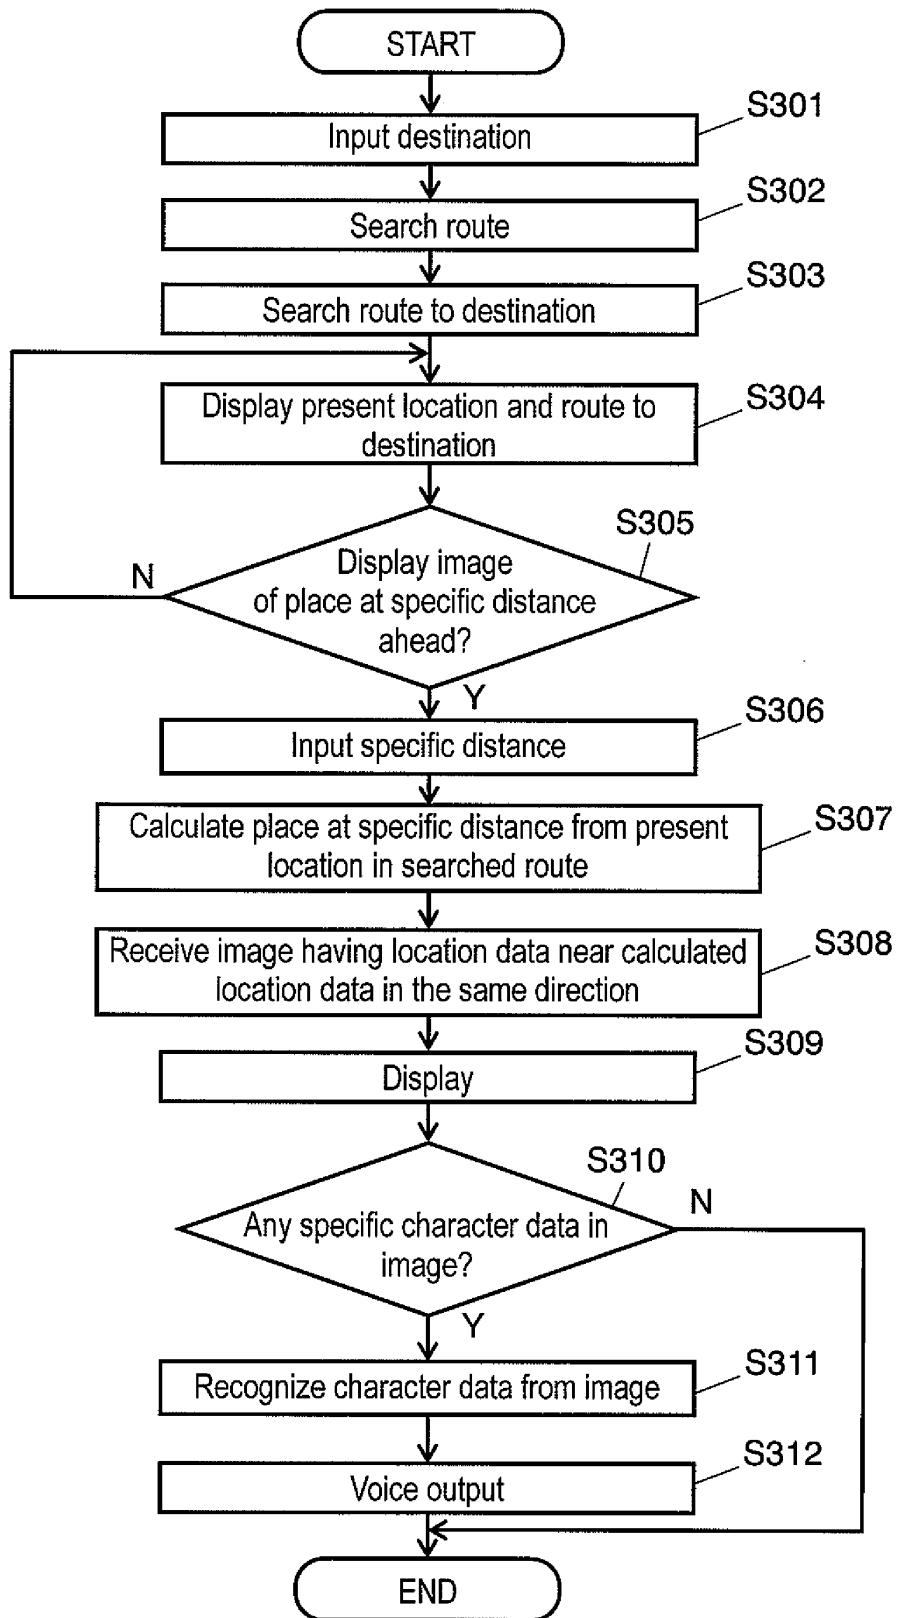 START
S301
Input destination
S302
Search route
S303
Search route to destination
S304
Display present location and route to
destination
S305
Display image
of place at specific distance
ahead?
N
Y
S306
Input specific distance
S307
Calculate place at specific distance from present
location in searched route
S308
Receive image having location data near calculated
location data in the same direction
S309
Display
S310
N
Any specific character data in
image?
Y
S311
Recognize character data from image
S312
Voice output
END